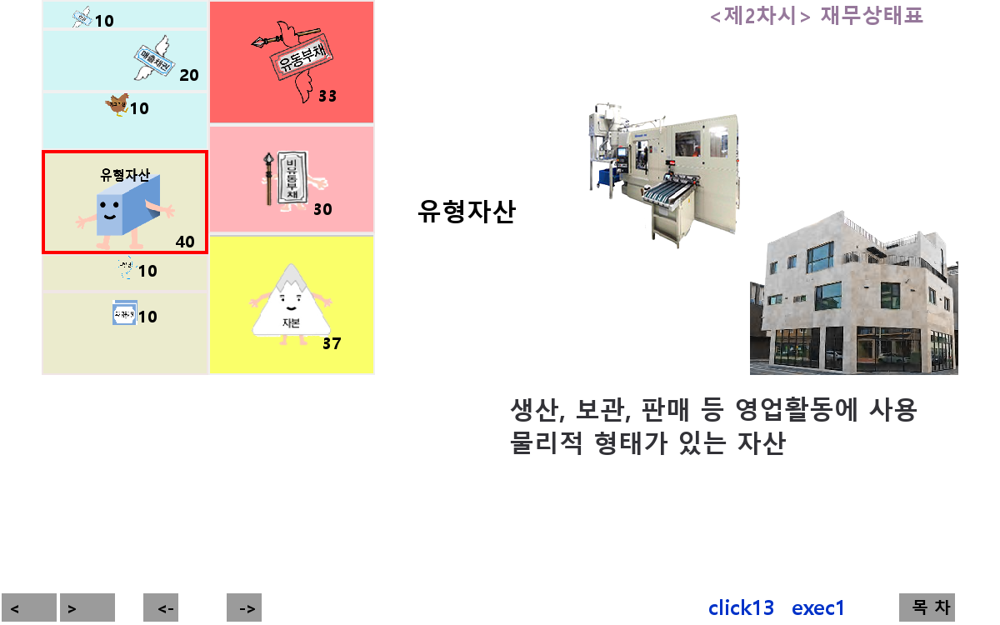 <제2차시> 재무상태표
10
매출채권
20
10
유형자산
40
10
10
유동부채
33
비유동부채
30
자본
37
유형자산
생산, 보관, 판매 등 영업활동에 사용
물리적 형태가 있는 자산
<
>
<-
->
click13 exec1
목 차